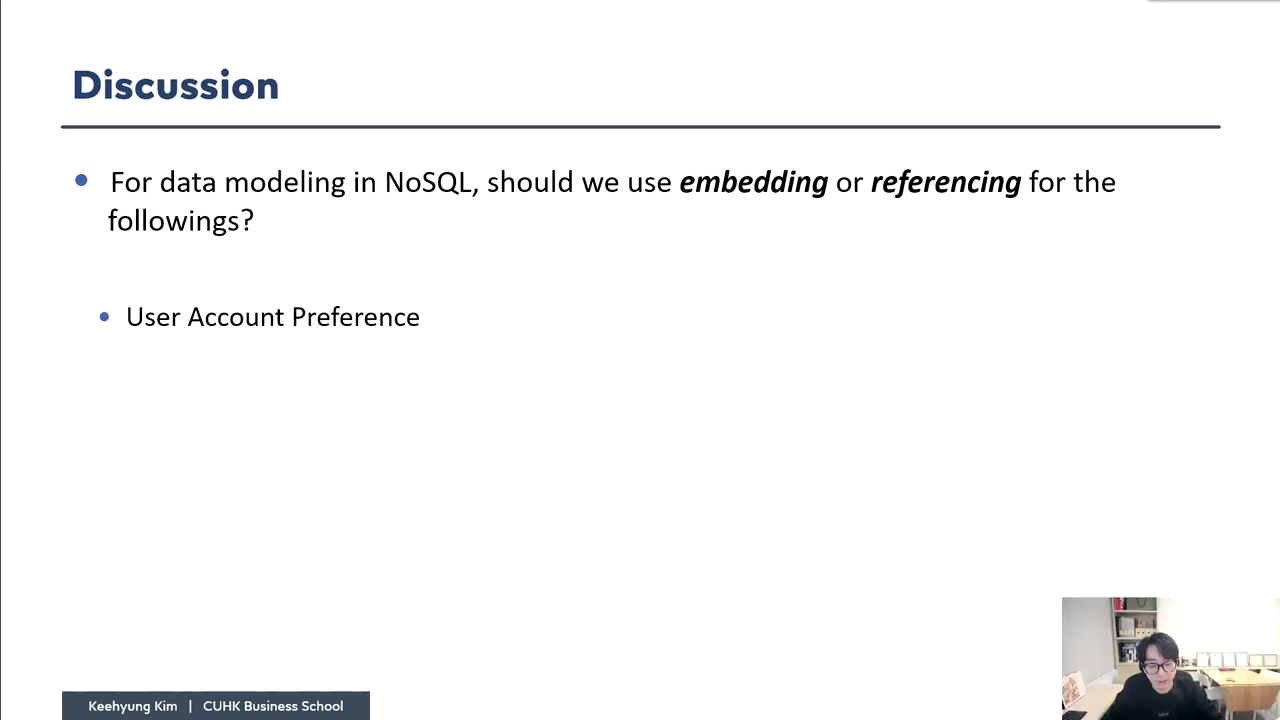 Discussion
For data modeling in NoSQL, should we use embedding or referencing for the
followings?
User Account Preference
Keehyung Kim | CUHK Business School